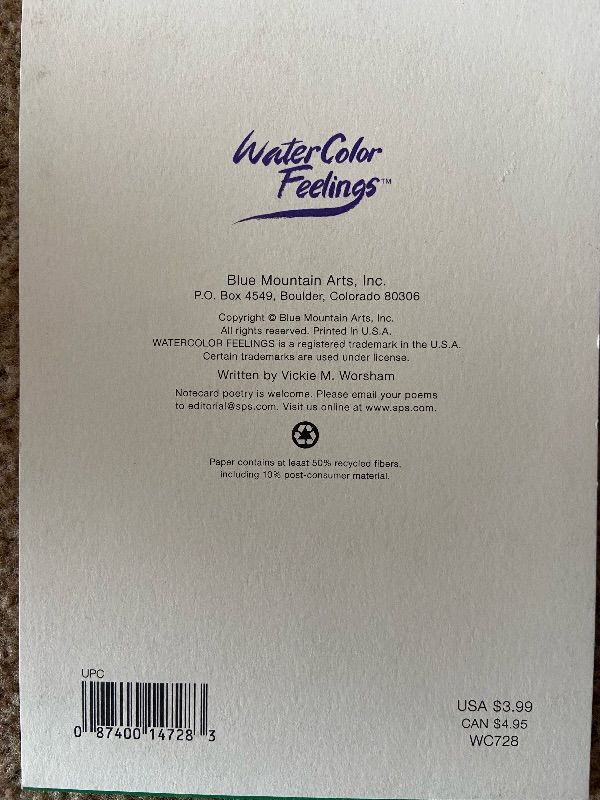 WaterColor
Feelings™
Blue Mountain Arts, Inc.
P.O. Box 4549, Boulder, Colorado 80306
Copyright © Blue Mountain Arts, Inc.
All rights reserved. Printed in U.S.A.
WATERCOLOR FEELINGS is a registered trademark in the U.S.A.
Certain trademarks are used under license.
Written by Vickie M. Worsham
Notecard poetry is welcome. Please email your poems
to editorial@sps.com. Visit us online at www.sps.com.
Paper contains at least 50% recycled fibers,
including 10% post-consumer material.
UPC
0 87400 14728 3
USA $3.99
CAN $4.95
WC728